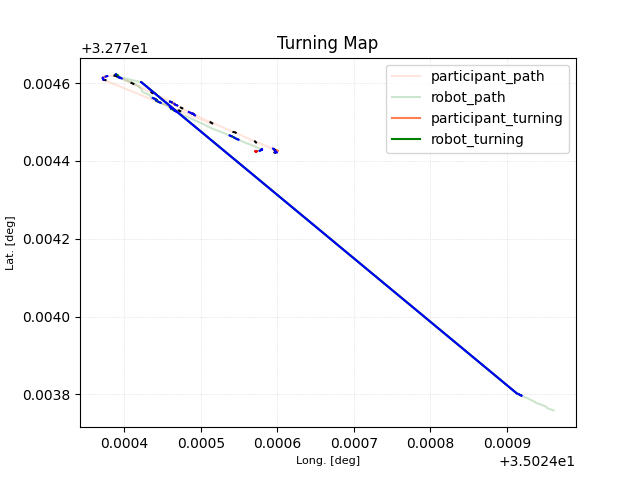 Turning Map
+3.277e1
participant_path
robot_path
participant_turning
robot_turning
0.0046
0.0044
0.0042
0.0040
0.0038
Lat. [deg]
0.0004 0.0005 0.0006 0.0007 0.0008 0.0009
Long. [deg]
+3.5024e1